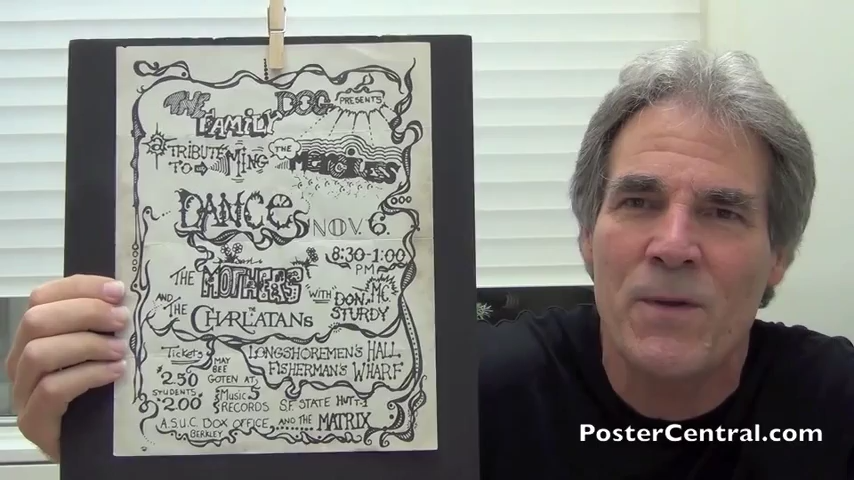 THE FAMILY DOG PRESENTS
a TRIBUTE TO MING THE MERCILESS
DANCE NOV. 6.
8:30-1:00 PM
THE MOTHERS
WITH DON MC. STURDY
AND THE THE CHARLATANS
Tickets
$2.50
STUDENTS
$2.00
MAY BEE GOTEN AT
LONGSHOREMEN'S HALL
FISHERMAN'S WHARF
Music 5 RECORDS
S.F. STATE HUTT-1
A.S.U.C. BOX OFFICE, BERKLEY
AND THE MATRIX
PosterCentral.com